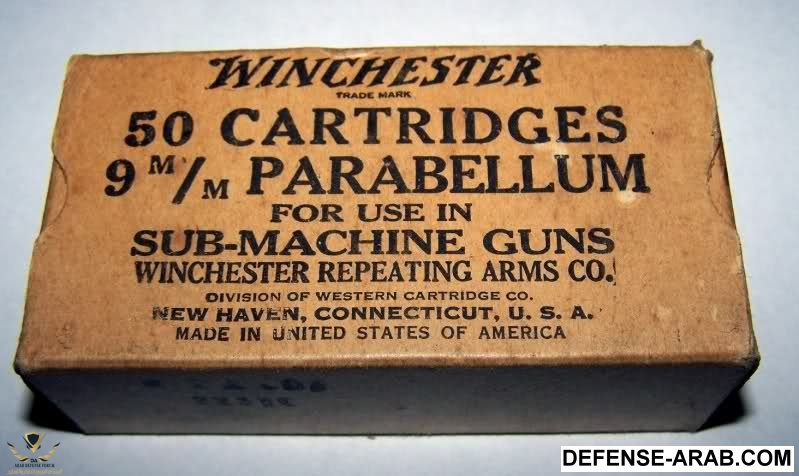 WINCHESTER
TRADE MARK
50 CARTRIDGES
9 M/M PARABELLUM
FOR USE IN
SUB-MACHINE GUNS
WINCHESTER REPEATING ARMS CO.
DIVISION OF WESTERN CARTRIDGE CO.
NEW HAVEN, CONNECTICUT, U. S. A.
MADE IN UNITED STATES OF AMERICA
DEFENSE-ARAB.COM